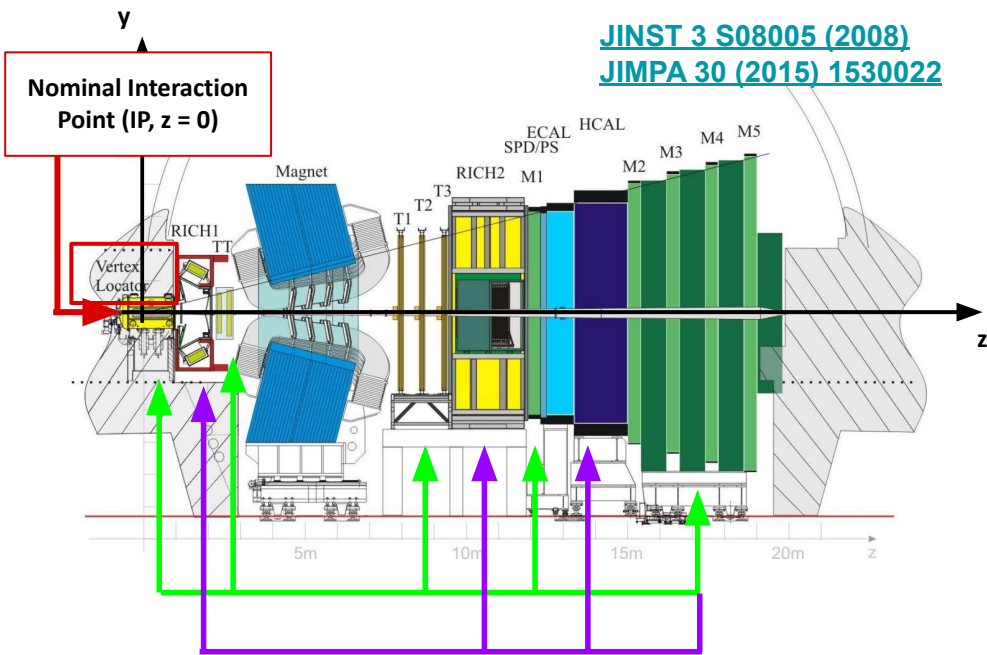 y
JINST 3 S08005 (2008)
JIMPA 30 (2015) 1530022
Nominal Interaction
Point (IP, z = 0)
HCAL
ECAL
SPD/PS
M5
M4
M3
M2
M1
RICH2
T3
T2
T1
Magnet
RICH1
TT
Vertex
Locator
z
5m
10m
15m
20m
z